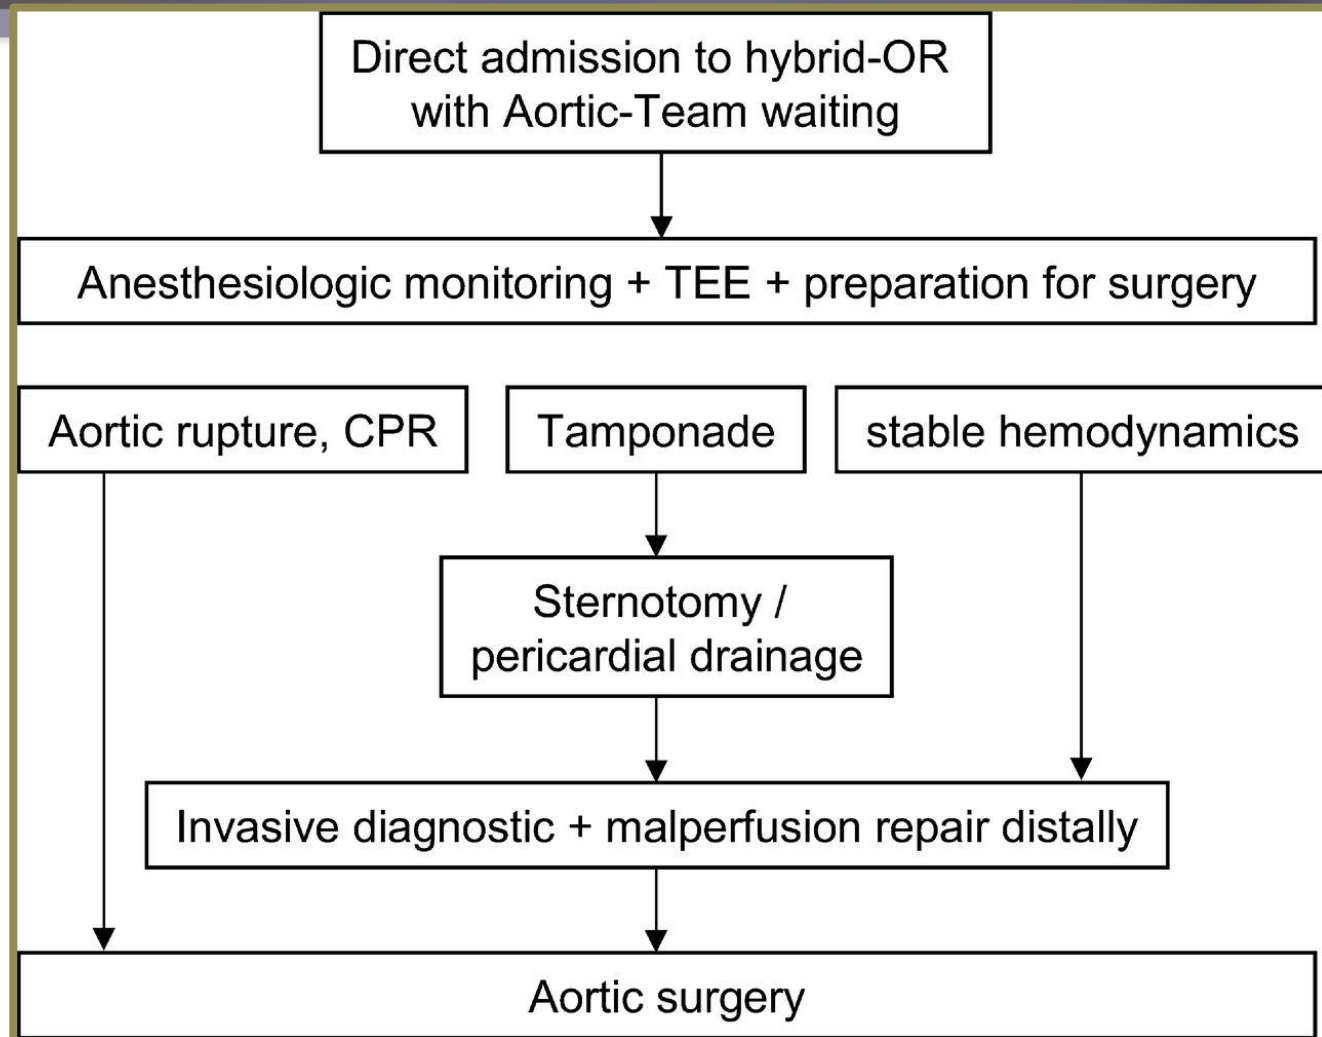 Direct admission to hybrid-OR
with Aortic-Team waiting
Anesthesiologic monitoring + TEE + preparation for surgery
Aortic rupture, CPR
Tamponade
stable hemodynamics
Sternotomy /
pericardial drainage
Invasive diagnostic + malperfusion repair distally
Aortic surgery